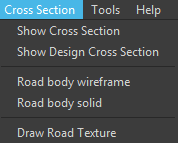 Cross Section Tools Help
Show Cross Section
Show Design Cross Section
Road body wireframe
Road body solid
Draw Road Texture